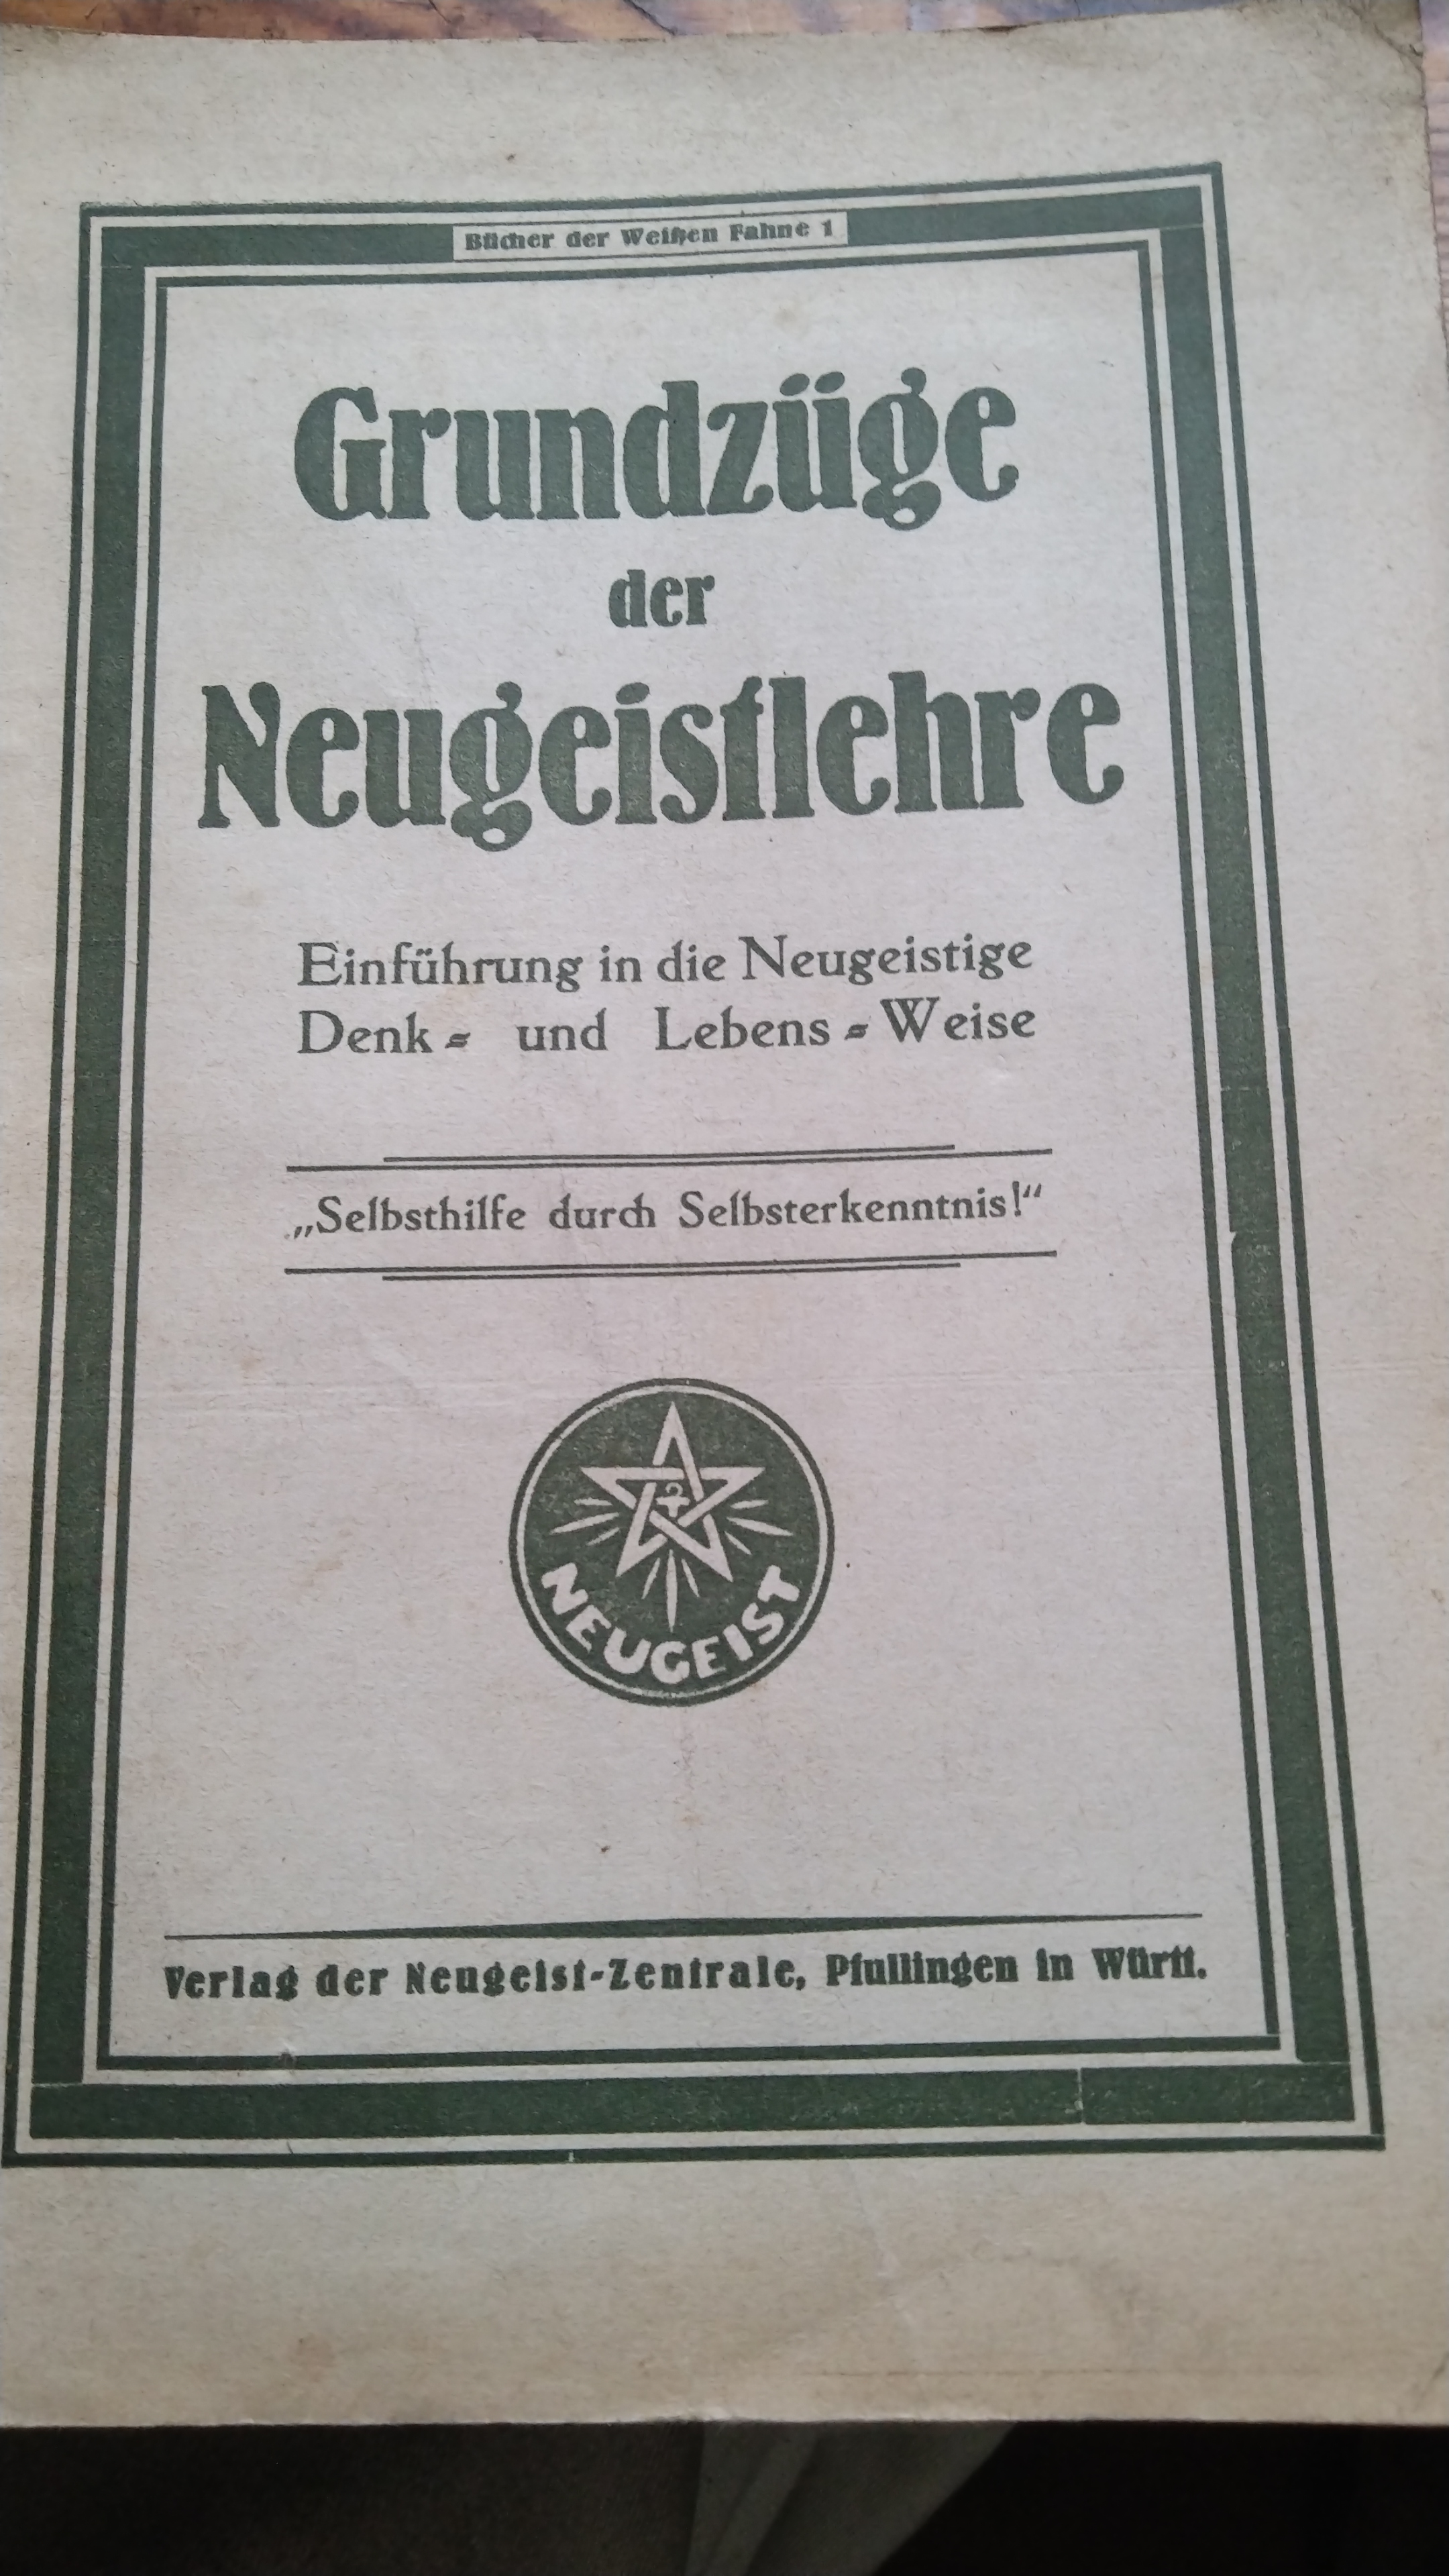 Bücher der Weißen Fahne 1
Grundzüge
der
Neugeistlehre
Einführung in die Neugeistige
Denk= und Lebens=Weise
„Selbsthilfe durch Selbsterkenntnis!“
NEUGEIST
Verlag der Neugeist-Zentrale, Pfullingen in Württ.